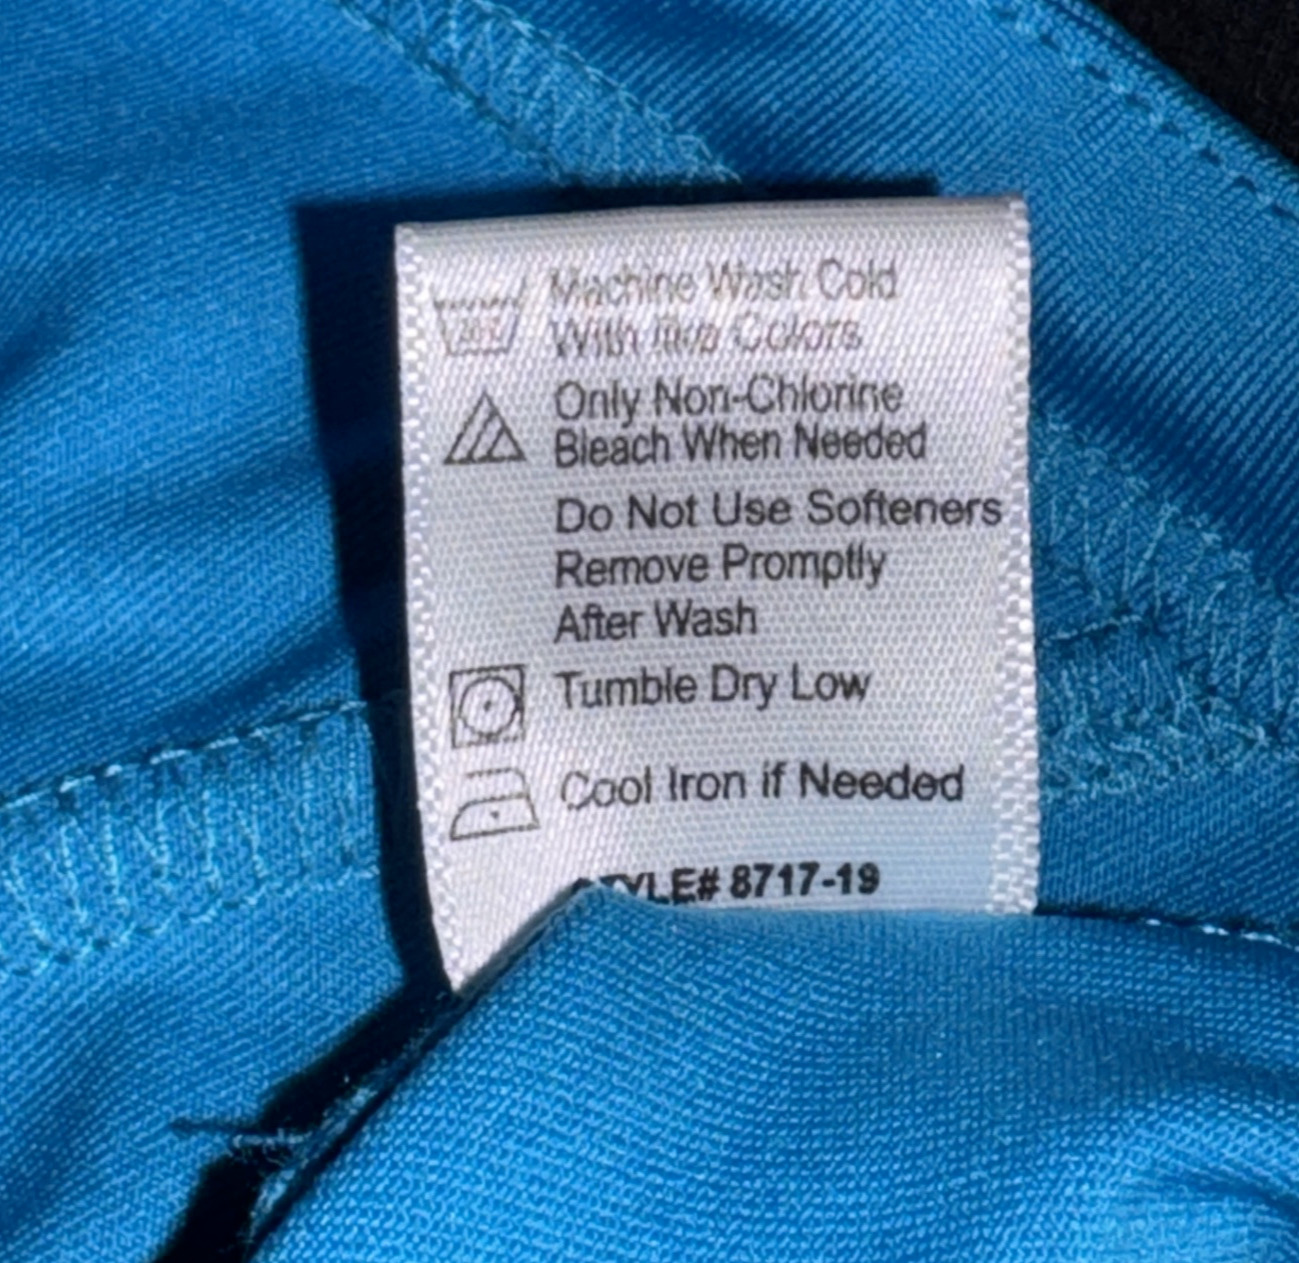 Machine Wash Cold
With like Colors
Only Non-Chlorine
Bleach When Needed
Do Not Use Softeners
Remove Promptly
After Wash
Tumble Dry Low
Cool Iron if Needed
STYLE# 8717-19